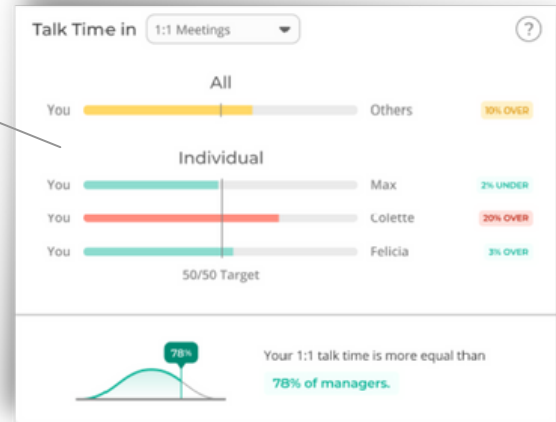 Talk Time in 1:1 Meetings ?
All
You Others 10% OVER
Individual
You Max 2% UNDER
You Colette 20% OVER
You Felicia 3% OVER
50/50 Target
78%
Your 1:1 talk time is more equal than
78% of managers.